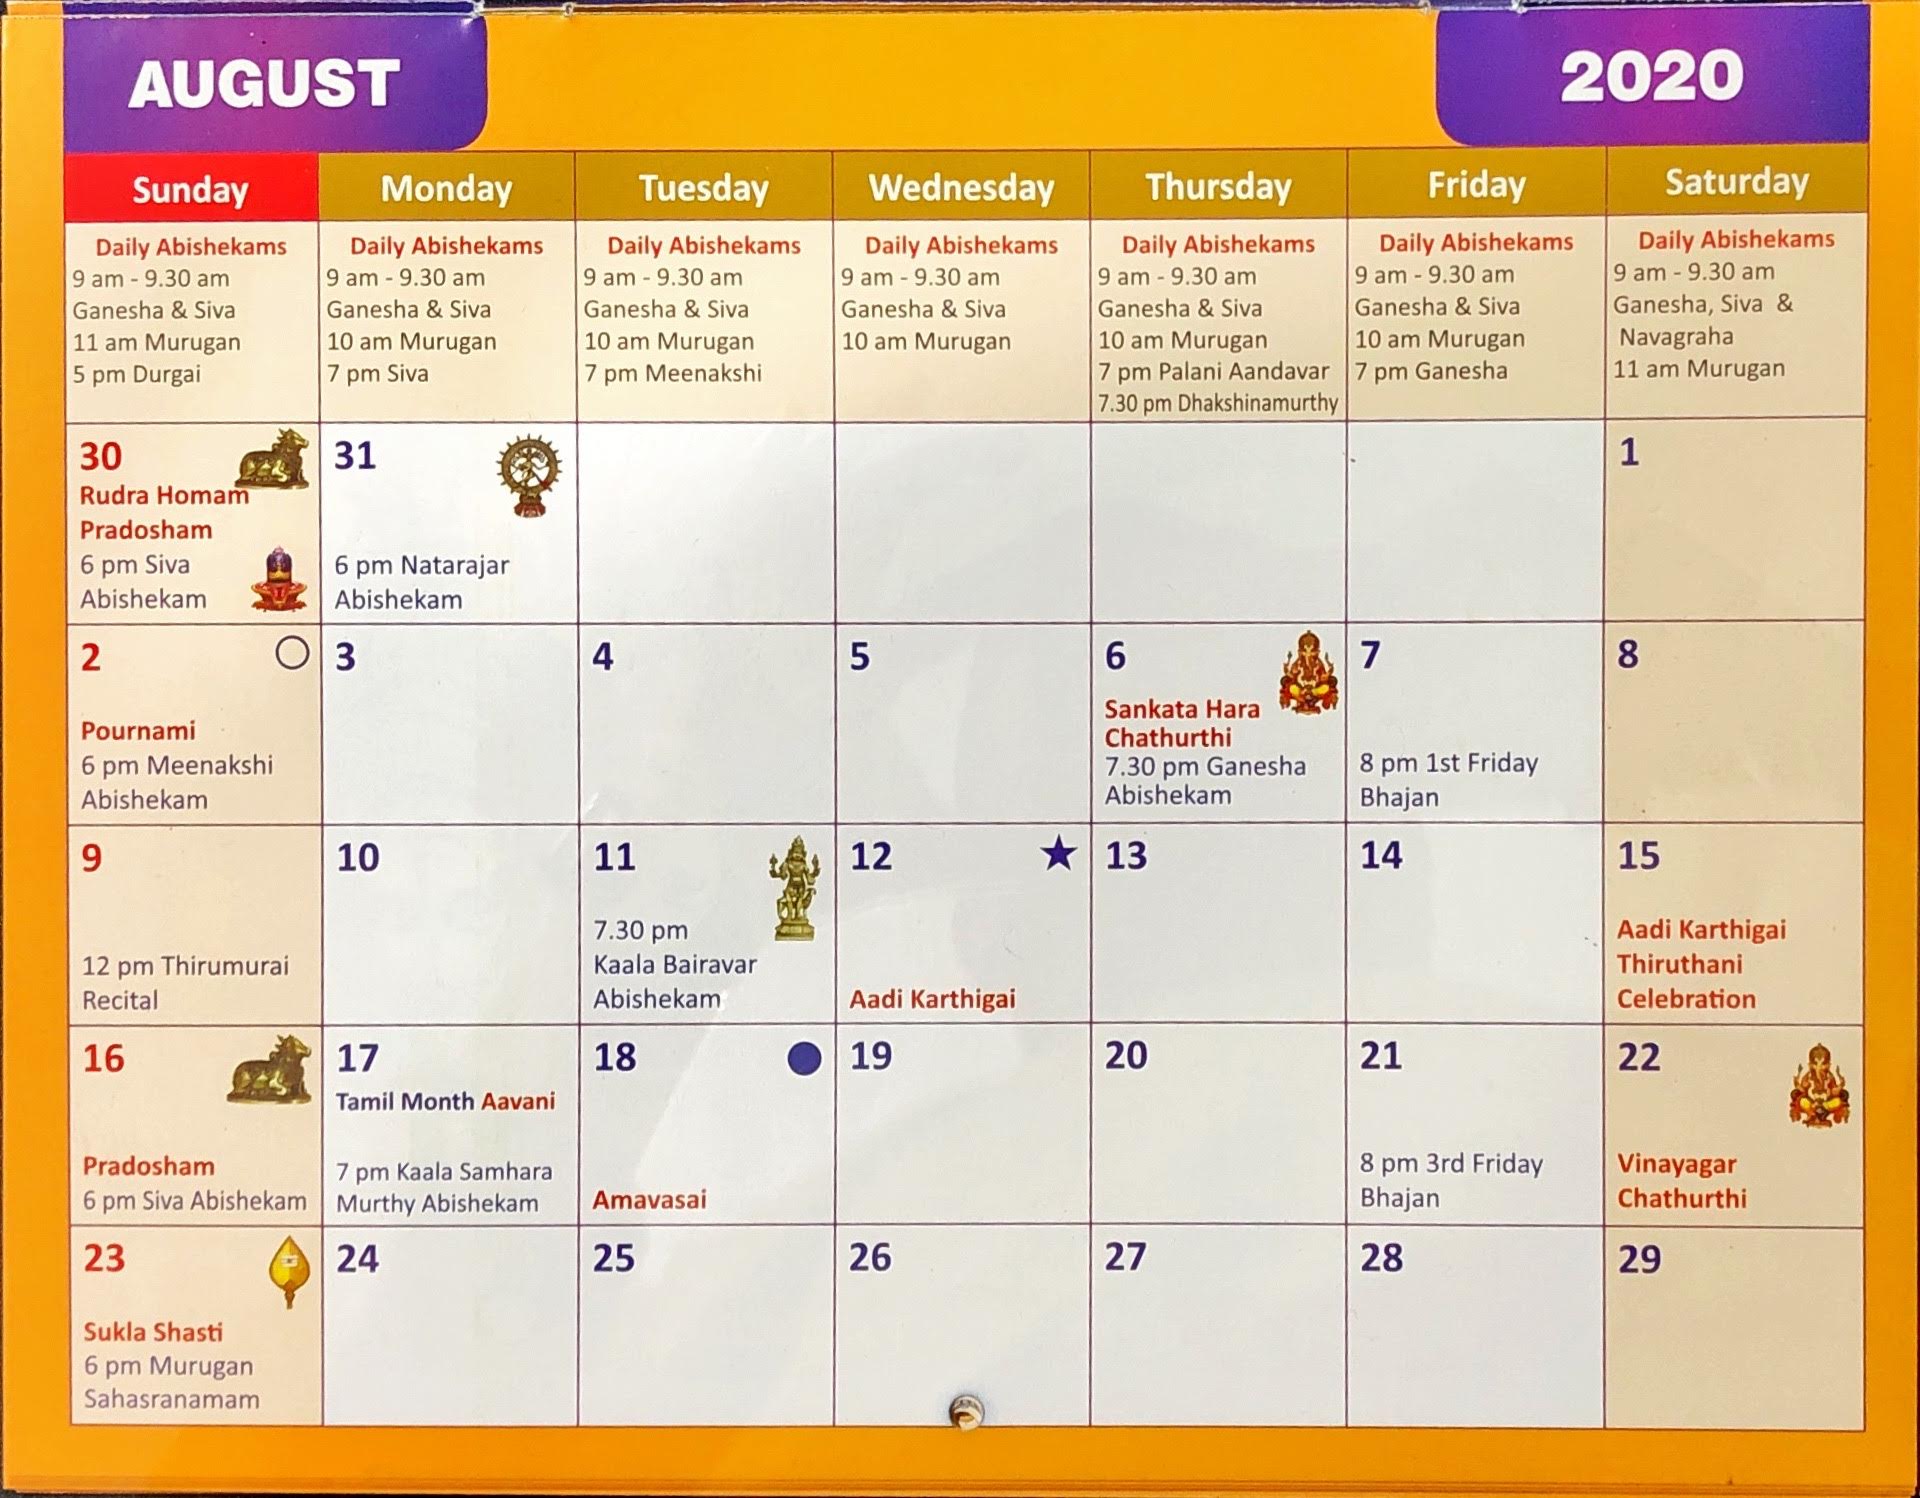 AUGUST
2020
Sunday
Monday
Tuesday
Wednesday
Thursday
Friday
Saturday
Daily Abishekams
9 am - 9.30 am
Ganesha & Siva
11 am Murugan
5 pm Durgai
Daily Abishekams
9 am - 9.30 am
Ganesha & Siva
10 am Murugan
7 pm Siva
Daily Abishekams
9 am - 9.30 am
Ganesha & Siva
10 am Murugan
7 pm Meenakshi
Daily Abishekams
9 am - 9.30 am
Ganesha & Siva
10 am Murugan
Daily Abishekams
9 am - 9.30 am
Ganesha & Siva
10 am Murugan
7 pm Palani Aandavar
7.30 pm Dhakshinamurthy
Daily Abishekams
9 am - 9.30 am
Ganesha & Siva
10 am Murugan
7 pm Ganesha
Daily Abishekams
9 am - 9.30 am
Ganesha, Siva &
Navagraha
11 am Murugan
30
Rudra Homam
Pradosham
6 pm Siva
Abishekam
31
6 pm Natarajar
Abishekam
1
2
Pournami
6 pm Meenakshi
Abishekam
3
4
5
6
Sankata Hara
Chathurthi
7.30 pm Ganesha
Abishekam
7
8 pm 1st Friday
Bhajan
8
9
12 pm Thirumurai
Recital
10
11
7.30 pm
Kaala Bairavar
Abishekam
12
Aadi Karthigai
13
14
15
Aadi Karthigai
Thiruthani
Celebration
16
Pradosham
6 pm Siva Abishekam
17
Tamil Month Aavani
7 pm Kaala Samhara
Murthy Abishekam
18
Amavasai
19
20
21
8 pm 3rd Friday
Bhajan
22
Vinayagar
Chathurthi
23
Sukla Shasti
6 pm Murugan
Sahasranamam
24
25
26
27
28
29